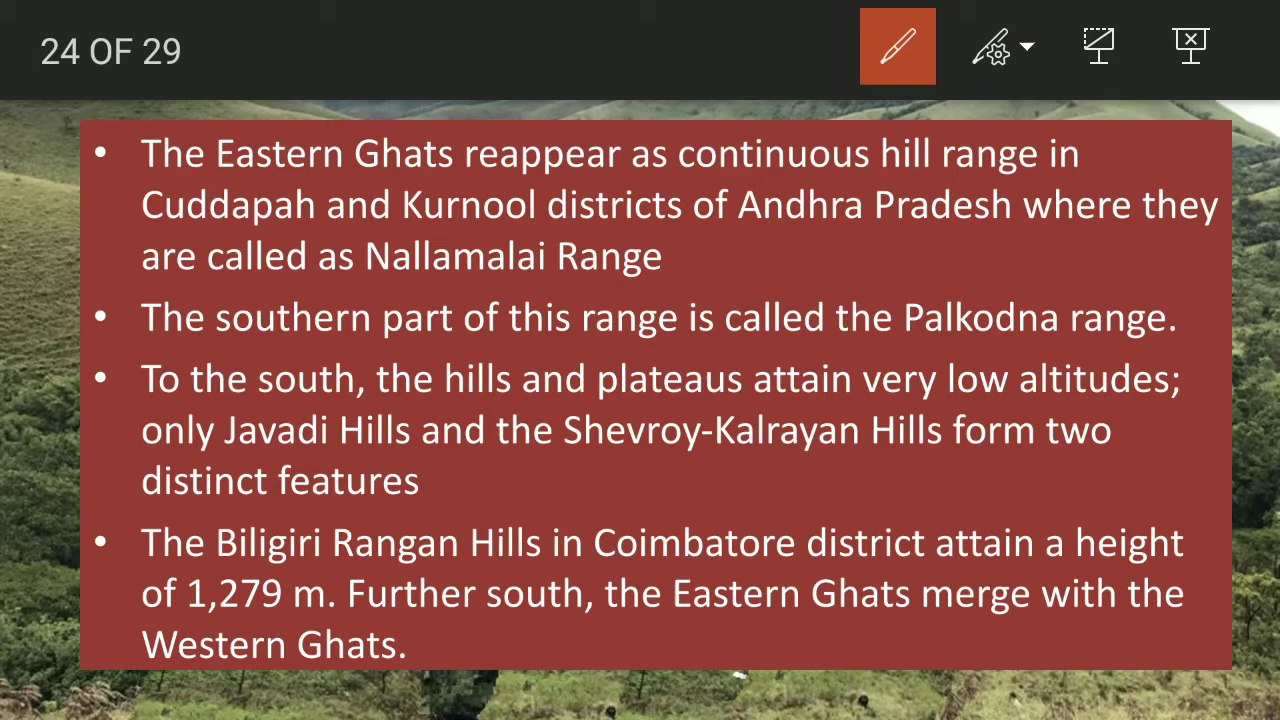 24 OF 29
• The Eastern Ghats reappear as continuous hill range in
Cuddapah and Kurnool districts of Andhra Pradesh where they
are called as Nallamalai Range
• The southern part of this range is called the Palkodna range.
• To the south, the hills and plateaus attain very low altitudes;
only Javadi Hills and the Shevroy-Kalrayan Hills form two
distinct features
• The Biligiri Rangan Hills in Coimbatore district attain a height
of 1,279 m. Further south, the Eastern Ghats merge with the
Western Ghats.